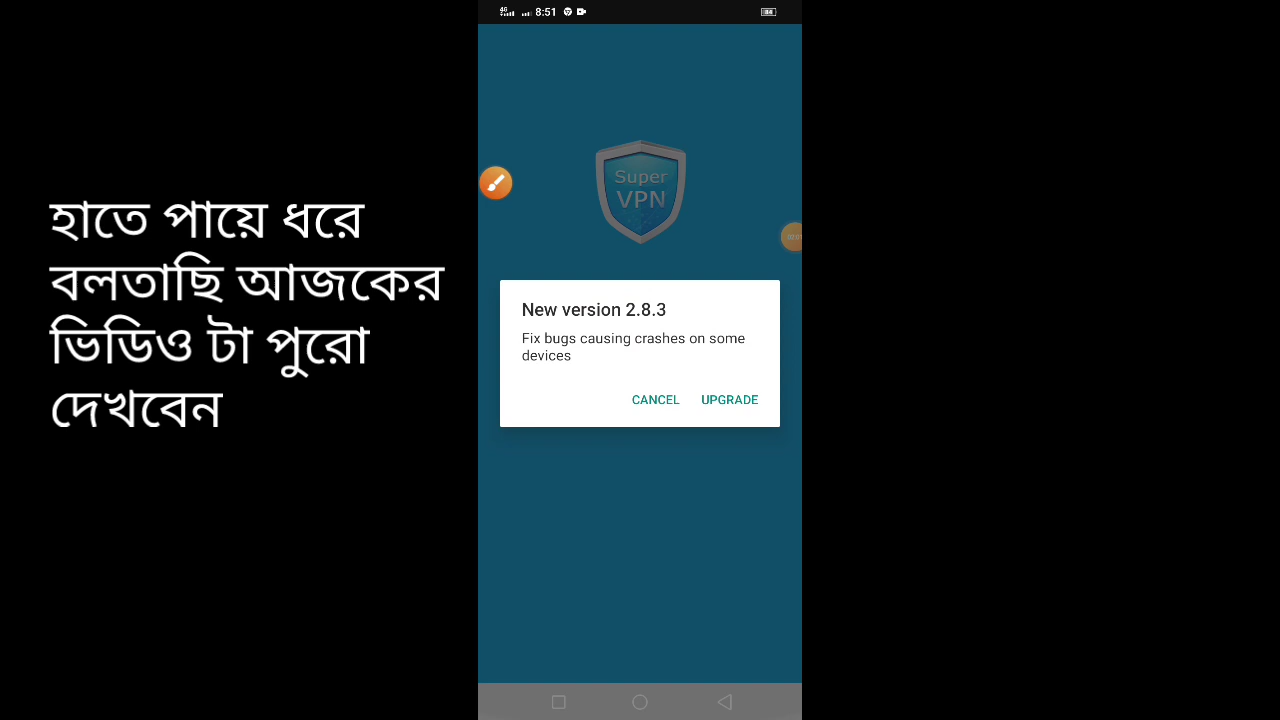 8:51
হাতে পায়ে ধরে
বলতাছি আজকের
ভিডিও টা পুরো
দেখবেন
Super
VPN
New version 2.8.3
Fix bugs causing crashes on some
devices
CANCEL UPGRADE